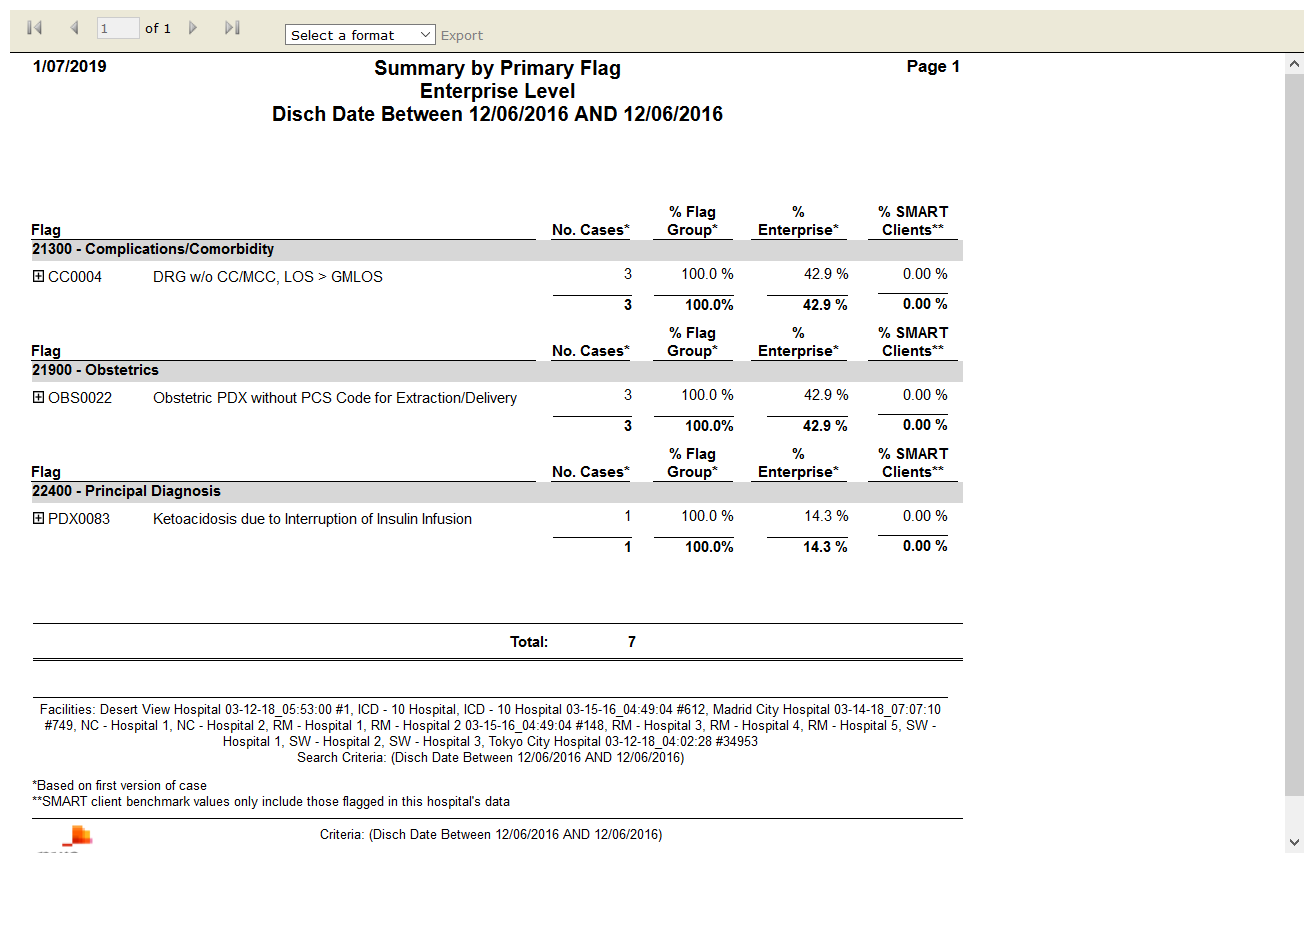 1 of 1 Select a format Export
1/07/2019 Summary by Primary Flag Page 1
Enterprise Level
Disch Date Between 12/06/2016 AND 12/06/2016
% Flag % % SMART
Flag No. Cases* Group* Enterprise* Clients**
21300 - Complications/Comorbidity
CC0004 DRG w/o CC/MCC, LOS > GMLOS 3 100.0 % 42.9 % 0.00 %
3 100.0% 42.9 % 0.00 %
% Flag % % SMART
Flag No. Cases* Group* Enterprise* Clients**
21900 - Obstetrics
OBS0022 Obstetric PDX without PCS Code for Extraction/Delivery 3 100.0 % 42.9 % 0.00 %
3 100.0% 42.9 % 0.00 %
% Flag % % SMART
Flag No. Cases* Group* Enterprise* Clients**
22400 - Principal Diagnosis
PDX0083 Ketoacidosis due to Interruption of Insulin Infusion 1 100.0 % 14.3 % 0.00 %
1 100.0% 14.3 % 0.00 %
Total: 7
Facilities: Desert View Hospital 03-12-18_05:53:00 #1, ICD - 10 Hospital, ICD - 10 Hospital 03-15-16_04:49:04 #612, Madrid City Hospital 03-14-18_07:07:10
#749, NC - Hospital 1, NC - Hospital 2, RM - Hospital 1, RM - Hospital 2 03-15-16_04:49:04 #148, RM - Hospital 3, RM - Hospital 4, RM - Hospital 5, SW -
Hospital 1, SW - Hospital 2, SW - Hospital 3, Tokyo City Hospital 03-12-18_04:02:28 #34953
Search Criteria: (Disch Date Between 12/06/2016 AND 12/06/2016)
*Based on first version of case
**SMART client benchmark values only include those flagged in this hospital's data
Criteria: (Disch Date Between 12/06/2016 AND 12/06/2016)